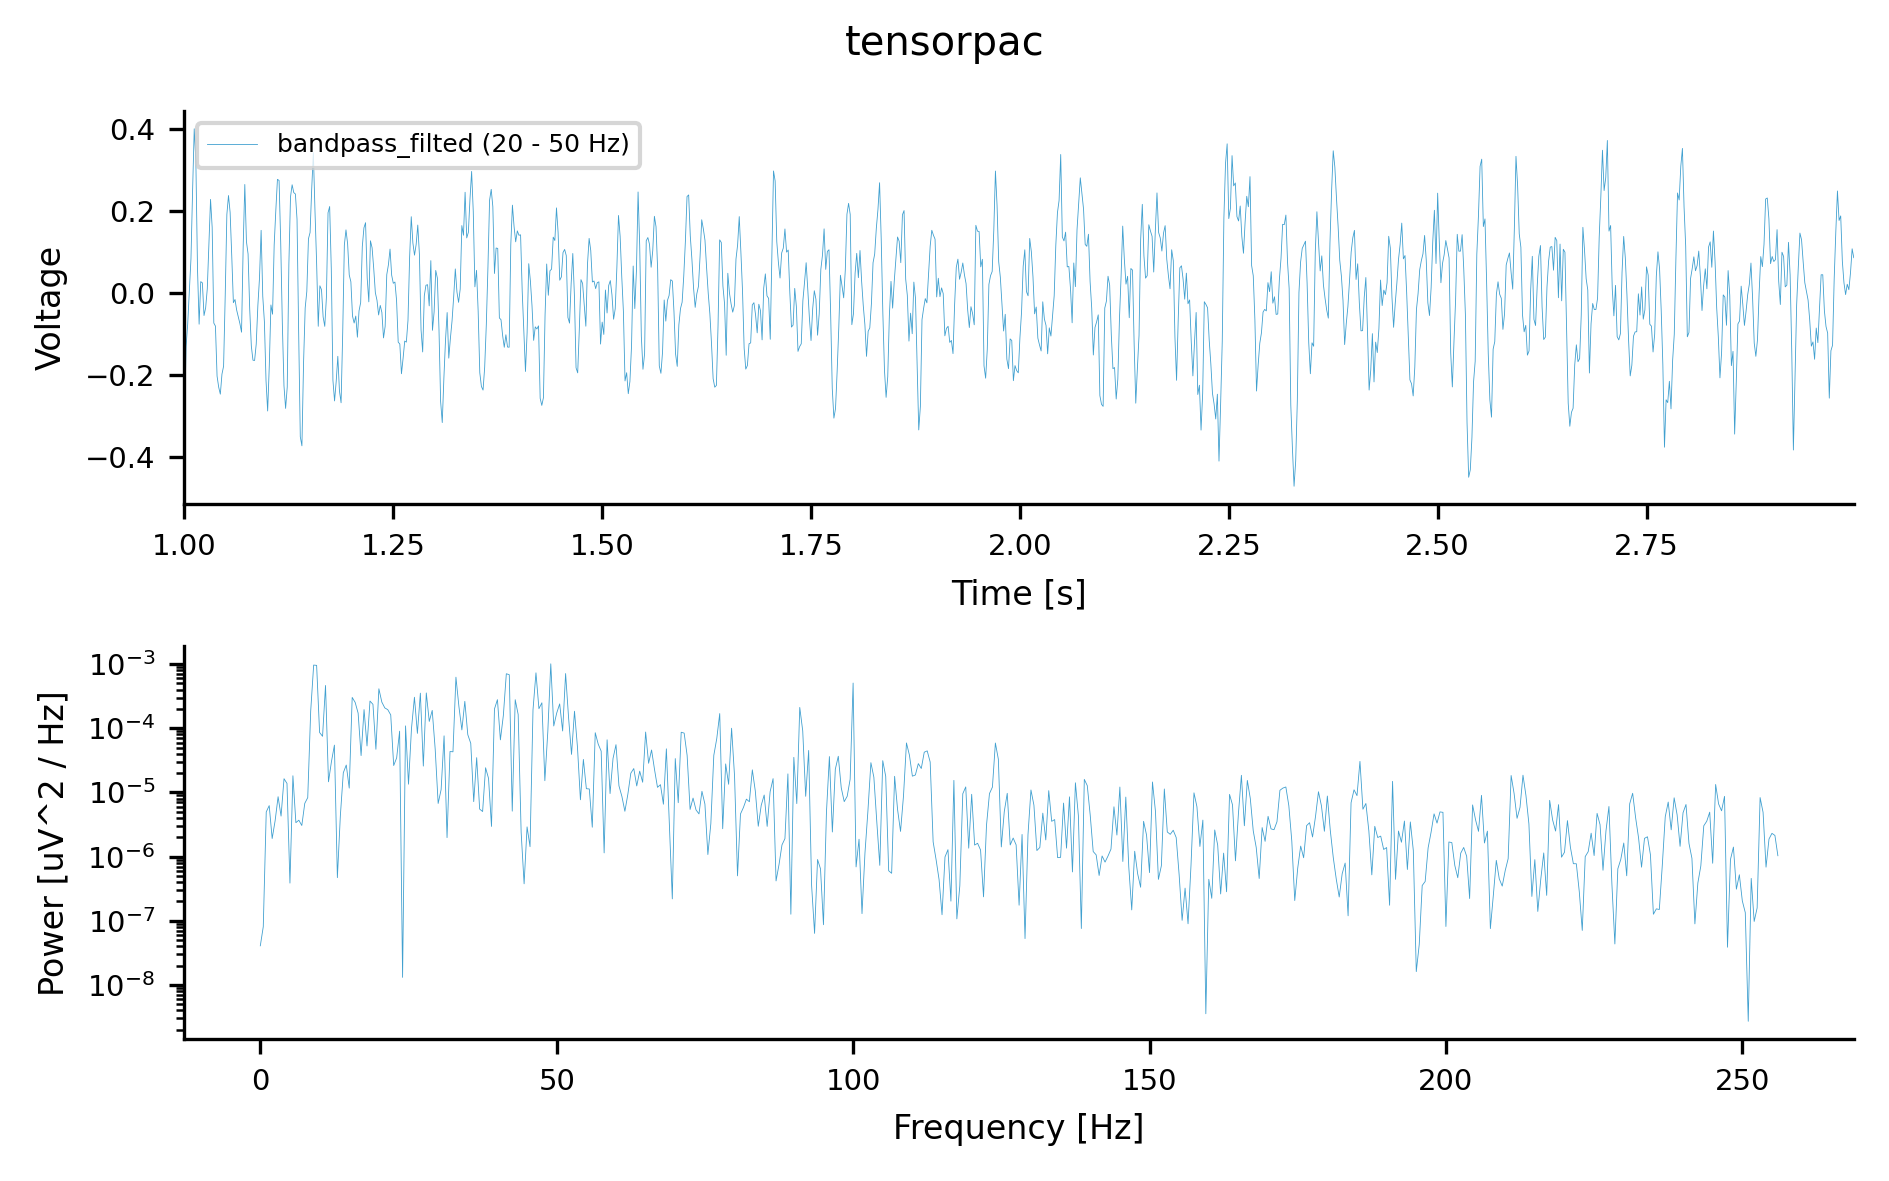 tensorpac
bandpass_filted (20 - 50 Hz)
Voltage
0.4
0.2
0.0
−0.2
−0.4
1.00 1.25 1.50 1.75 2.00 2.25 2.50 2.75
Time [s]
Power [uV^2 / Hz]
10⁻³
10⁻⁴
10⁻⁵
10⁻⁶
10⁻⁷
10⁻⁸
0 50 100 150 200 250
Frequency [Hz]